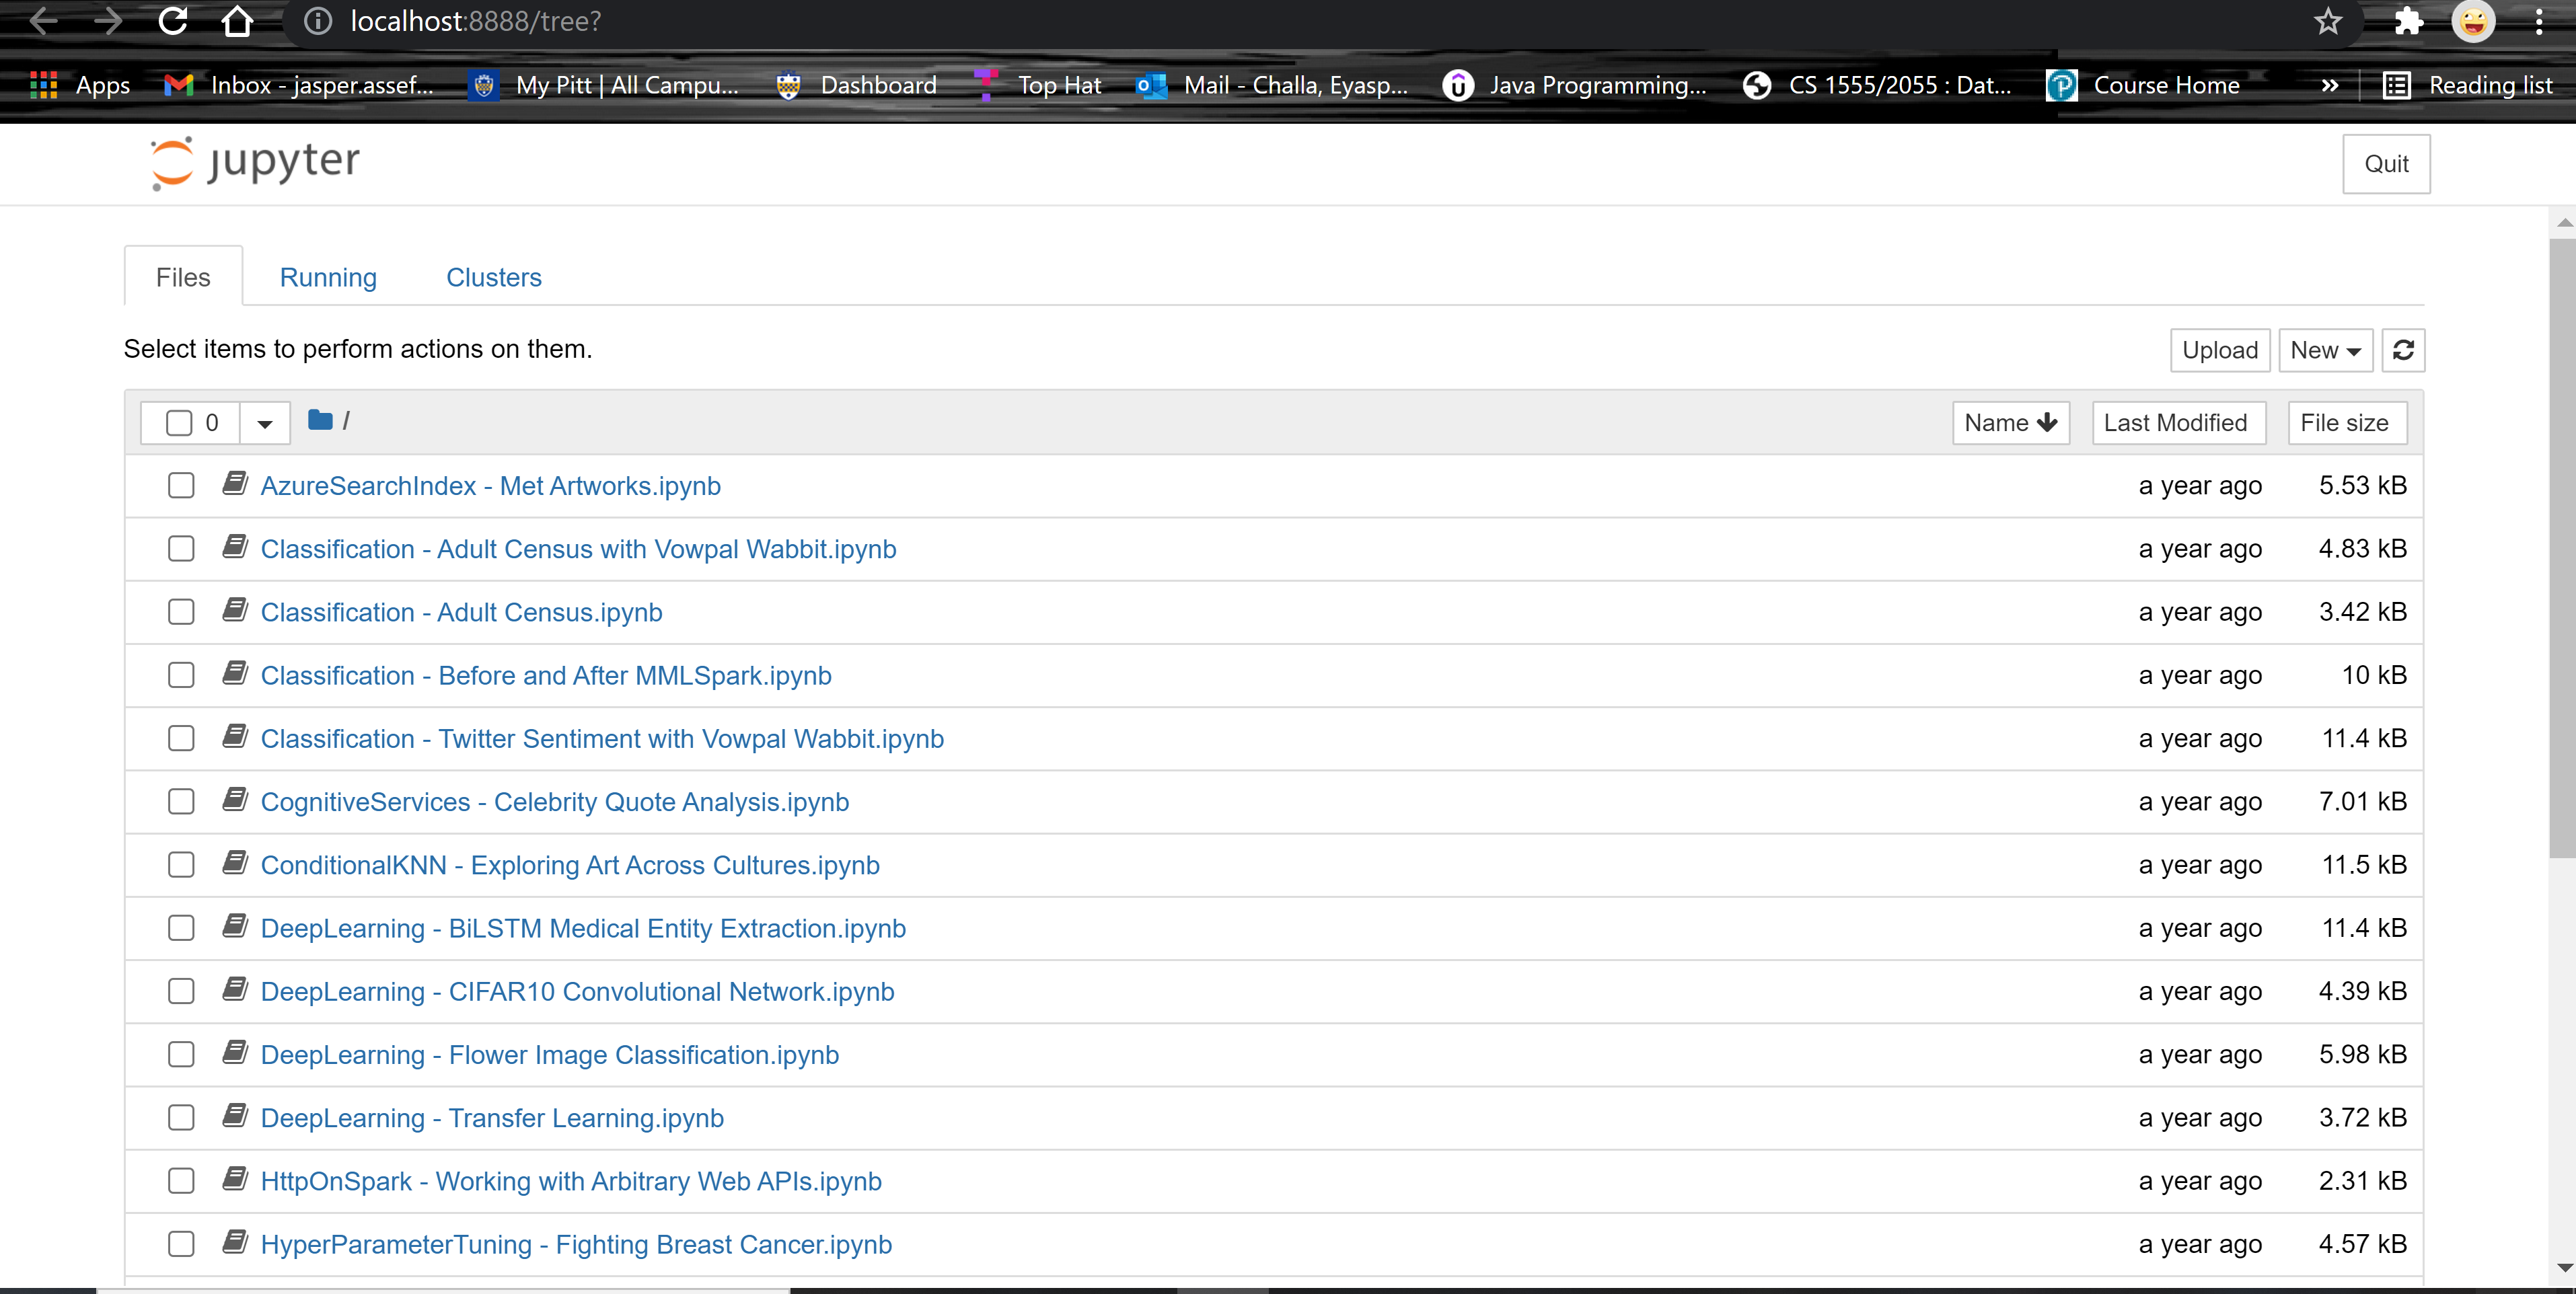 localhost:8888/tree?
Apps Inbox - jasper.assef... My Pitt | All Campu... Dashboard Top Hat Mail - Challa, Eyasp... Java Programming... CS 1555/2055 : Dat... Course Home » Reading list
jupyter Quit
Files Running Clusters
Select items to perform actions on them. Upload New
0 / Name Last Modified File size
AzureSearchIndex - Met Artworks.ipynb a year ago 5.53 kB
Classification - Adult Census with Vowpal Wabbit.ipynb a year ago 4.83 kB
Classification - Adult Census.ipynb a year ago 3.42 kB
Classification - Before and After MMLSpark.ipynb a year ago 10 kB
Classification - Twitter Sentiment with Vowpal Wabbit.ipynb a year ago 11.4 kB
CognitiveServices - Celebrity Quote Analysis.ipynb a year ago 7.01 kB
ConditionalKNN - Exploring Art Across Cultures.ipynb a year ago 11.5 kB
DeepLearning - BiLSTM Medical Entity Extraction.ipynb a year ago 11.4 kB
DeepLearning - CIFAR10 Convolutional Network.ipynb a year ago 4.39 kB
DeepLearning - Flower Image Classification.ipynb a year ago 5.98 kB
DeepLearning - Transfer Learning.ipynb a year ago 3.72 kB
HttpOnSpark - Working with Arbitrary Web APIs.ipynb a year ago 2.31 kB
HyperParameterTuning - Fighting Breast Cancer.ipynb a year ago 4.57 kB